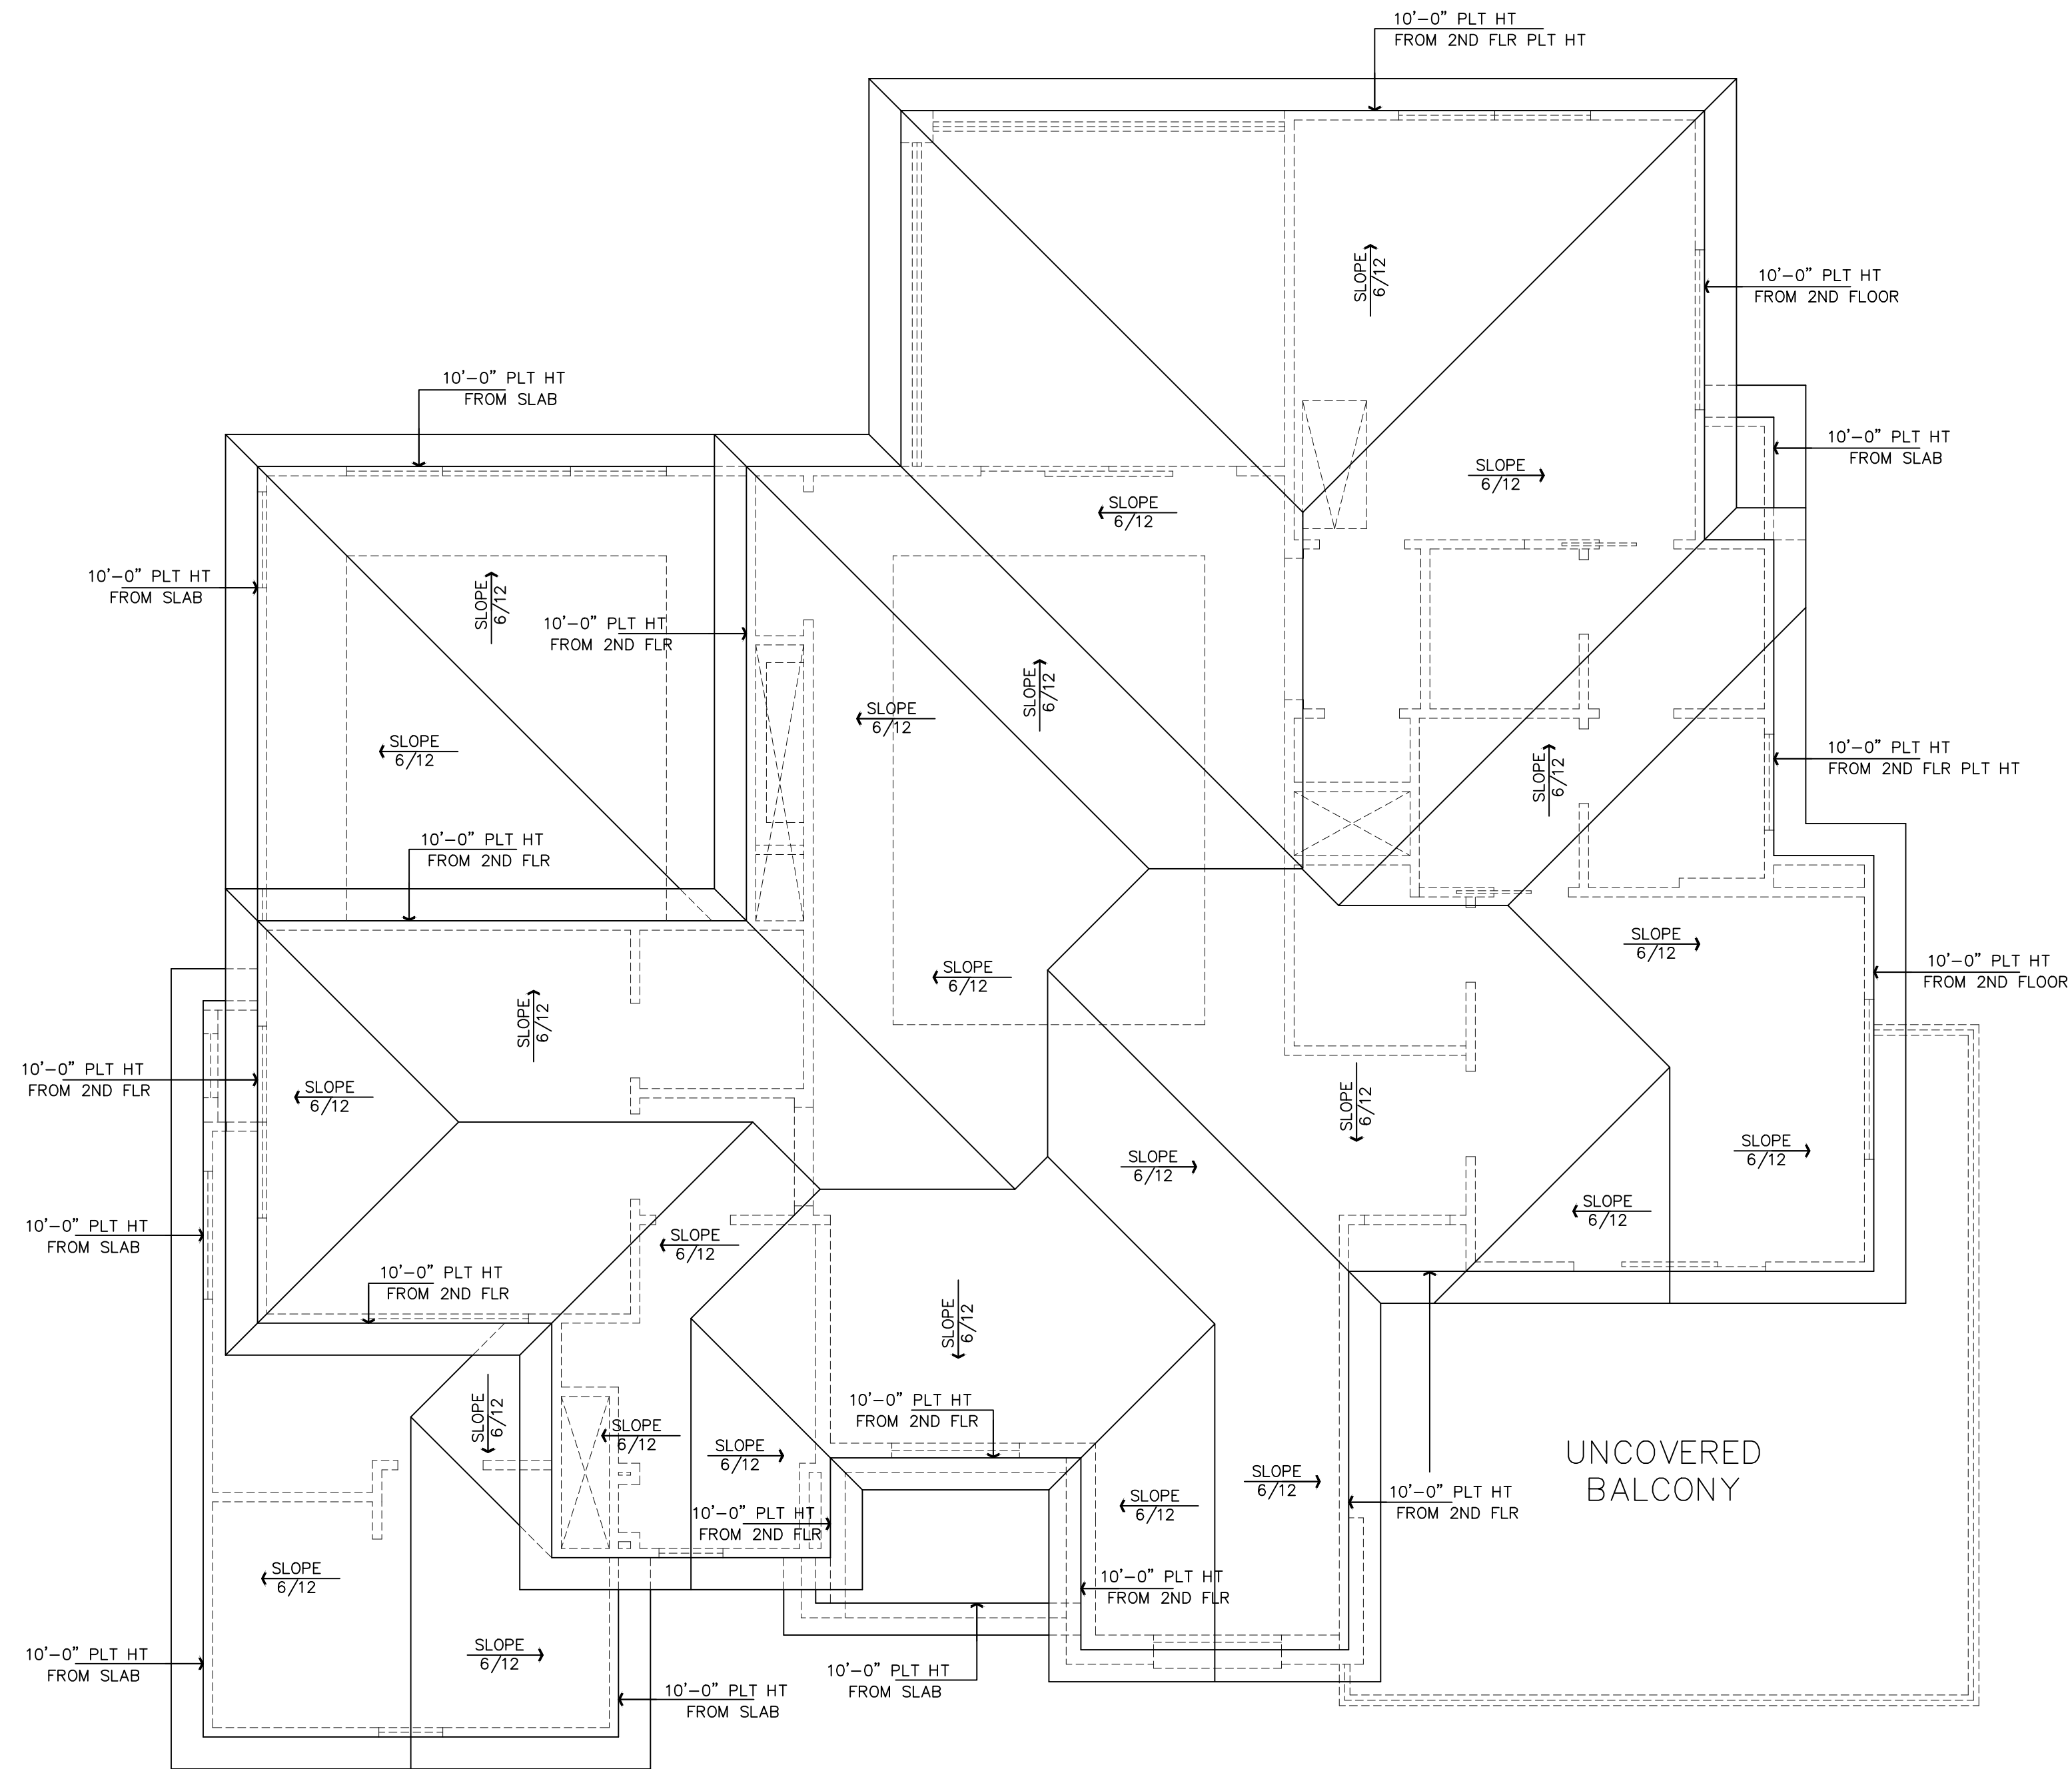 10'-0" PLT HT
FROM 2ND FLR PLT HT
SLOPE
6/12
10'-0" PLT HT
FROM 2ND FLOOR
10'-0" PLT HT
FROM SLAB
10'-0" PLT HT
FROM SLAB
SLOPE
6/12
SLOPE
6/12
10'-0" PLT HT
FROM SLAB
SLOPE
6/12
10'-0" PLT HT
FROM 2ND FLR
SLOPE
6/12
SLOPE
6/12
SLOPE
6/12
SLOPE
6/12
10'-0" PLT HT
FROM 2ND FLR PLT HT
10'-0" PLT HT
FROM 2ND FLR
SLOPE
6/12
10'-0" PLT HT
FROM 2ND FLOOR
SLOPE
6/12
SLOPE
6/12
10'-0" PLT HT
FROM 2ND FLR
SLOPE
6/12
SLOPE
6/12
SLOPE
6/12
SLOPE
6/12
10'-0" PLT HT
FROM SLAB
SLOPE
6/12
SLOPE
6/12
10'-0" PLT HT
FROM 2ND FLR
SLOPE
6/12
10'-0" PLT HT
FROM 2ND FLR
SLOPE
6/12
SLOPE
6/12
SLOPE
6/12
UNCOVERED
BALCONY
SLOPE
6/12
SLOPE
6/12
10'-0" PLT HT
FROM 2ND FLR
10'-0" PLT HT
FROM 2ND FLR
SLOPE
6/12
10'-0" PLT HT
FROM 2ND FLR
10'-0" PLT HT
FROM SLAB
SLOPE
6/12
10'-0" PLT HT
FROM SLAB
10'-0" PLT HT
FROM SLAB